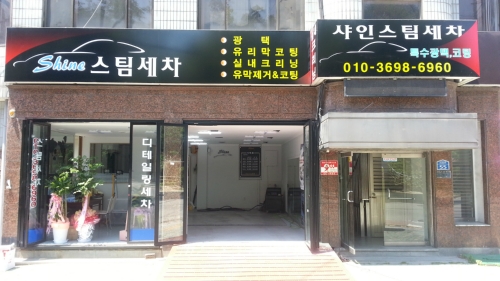 Shine 스팀세차
● 광 택
● 유리막코팅
● 실내크리닝
● 유막제거&코팅
샤인스팀세차
특수광택,코팅
010-3698-6960
디테일링세차